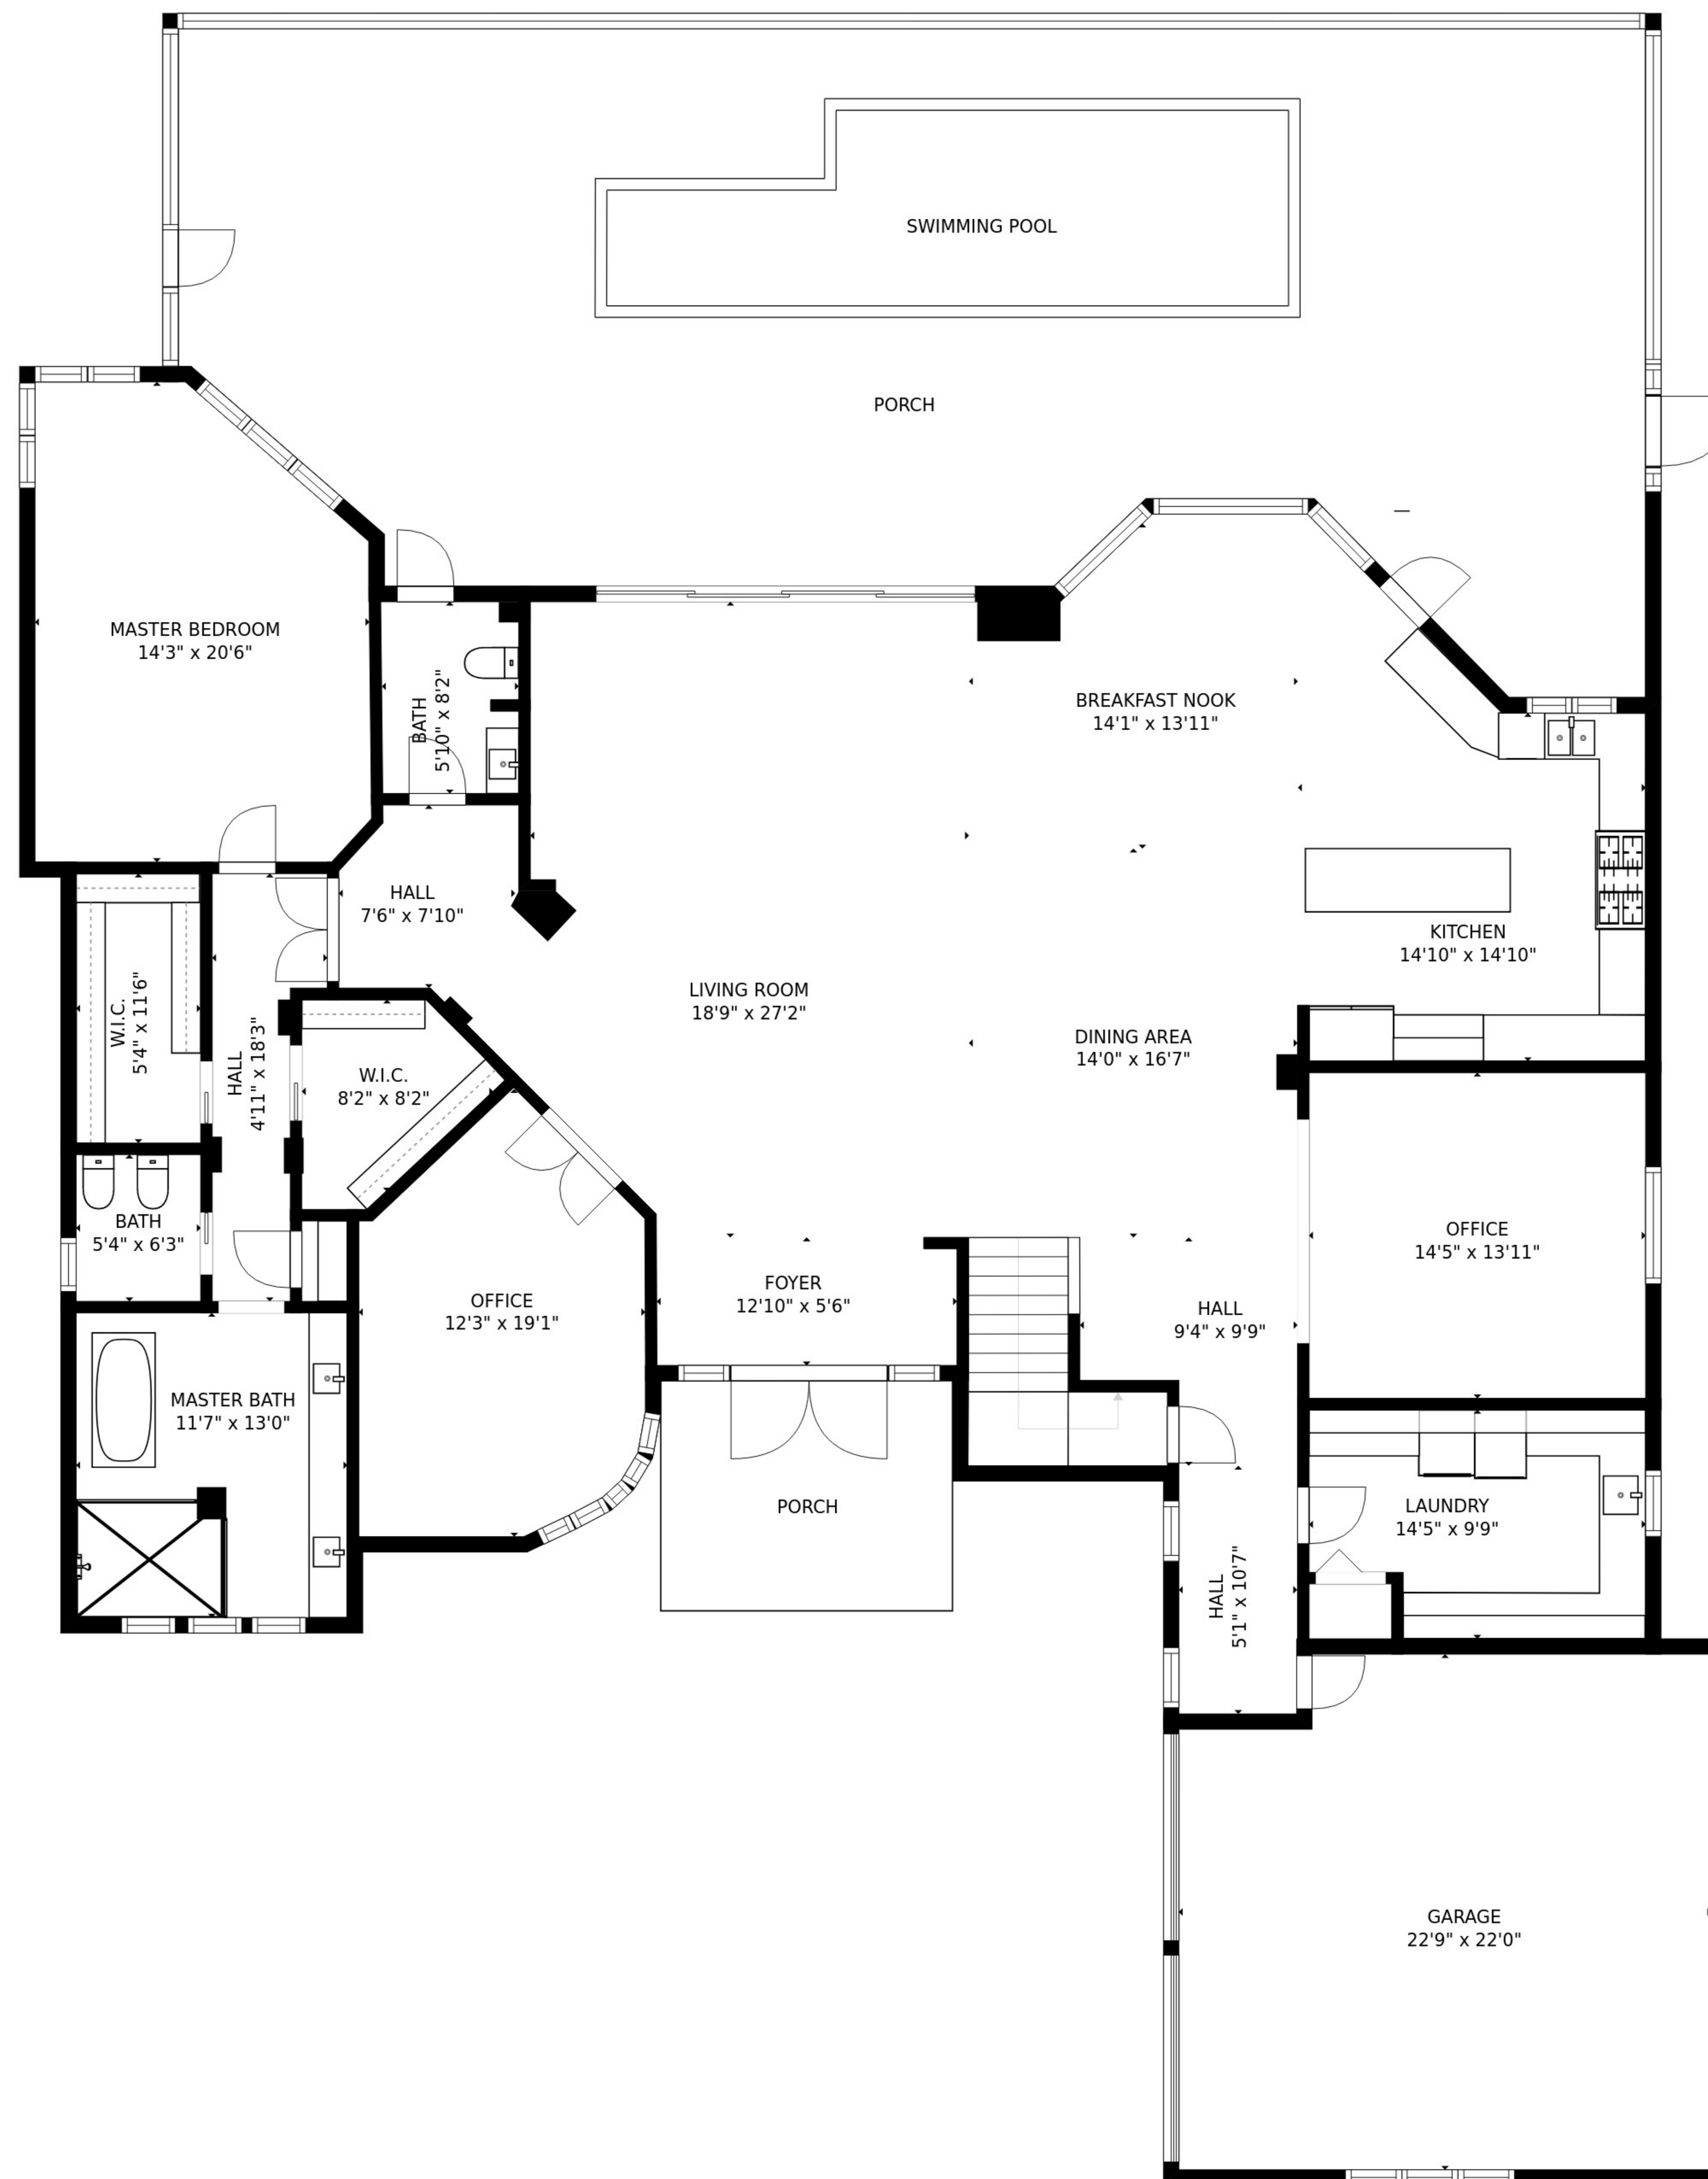 SWIMMING POOL
PORCH
MASTER BEDROOM
14'3" x 20'6"
BATH
5'10" x 8'2"
BREAKFAST NOOK
14'1" x 13'11"
HALL
7'6" x 7'10"
KITCHEN
14'10" x 14'10"
LIVING ROOM
18'9" x 27'2"
W.I.C.
5'4" x 11'6"
HALL
4'11" x 18'3"
W.I.C.
8'2" x 8'2"
DINING AREA
14'0" x 16'7"
BATH
5'4" x 6'3"
OFFICE
14'5" x 13'11"
FOYER
12'10" x 5'6"
OFFICE
12'3" x 19'1"
HALL
9'4" x 9'9"
MASTER BATH
11'7" x 13'0"
PORCH
LAUNDRY
14'5" x 9'9"
HALL
5'1" x 10'7"
GARAGE
22'9" x 22'0"